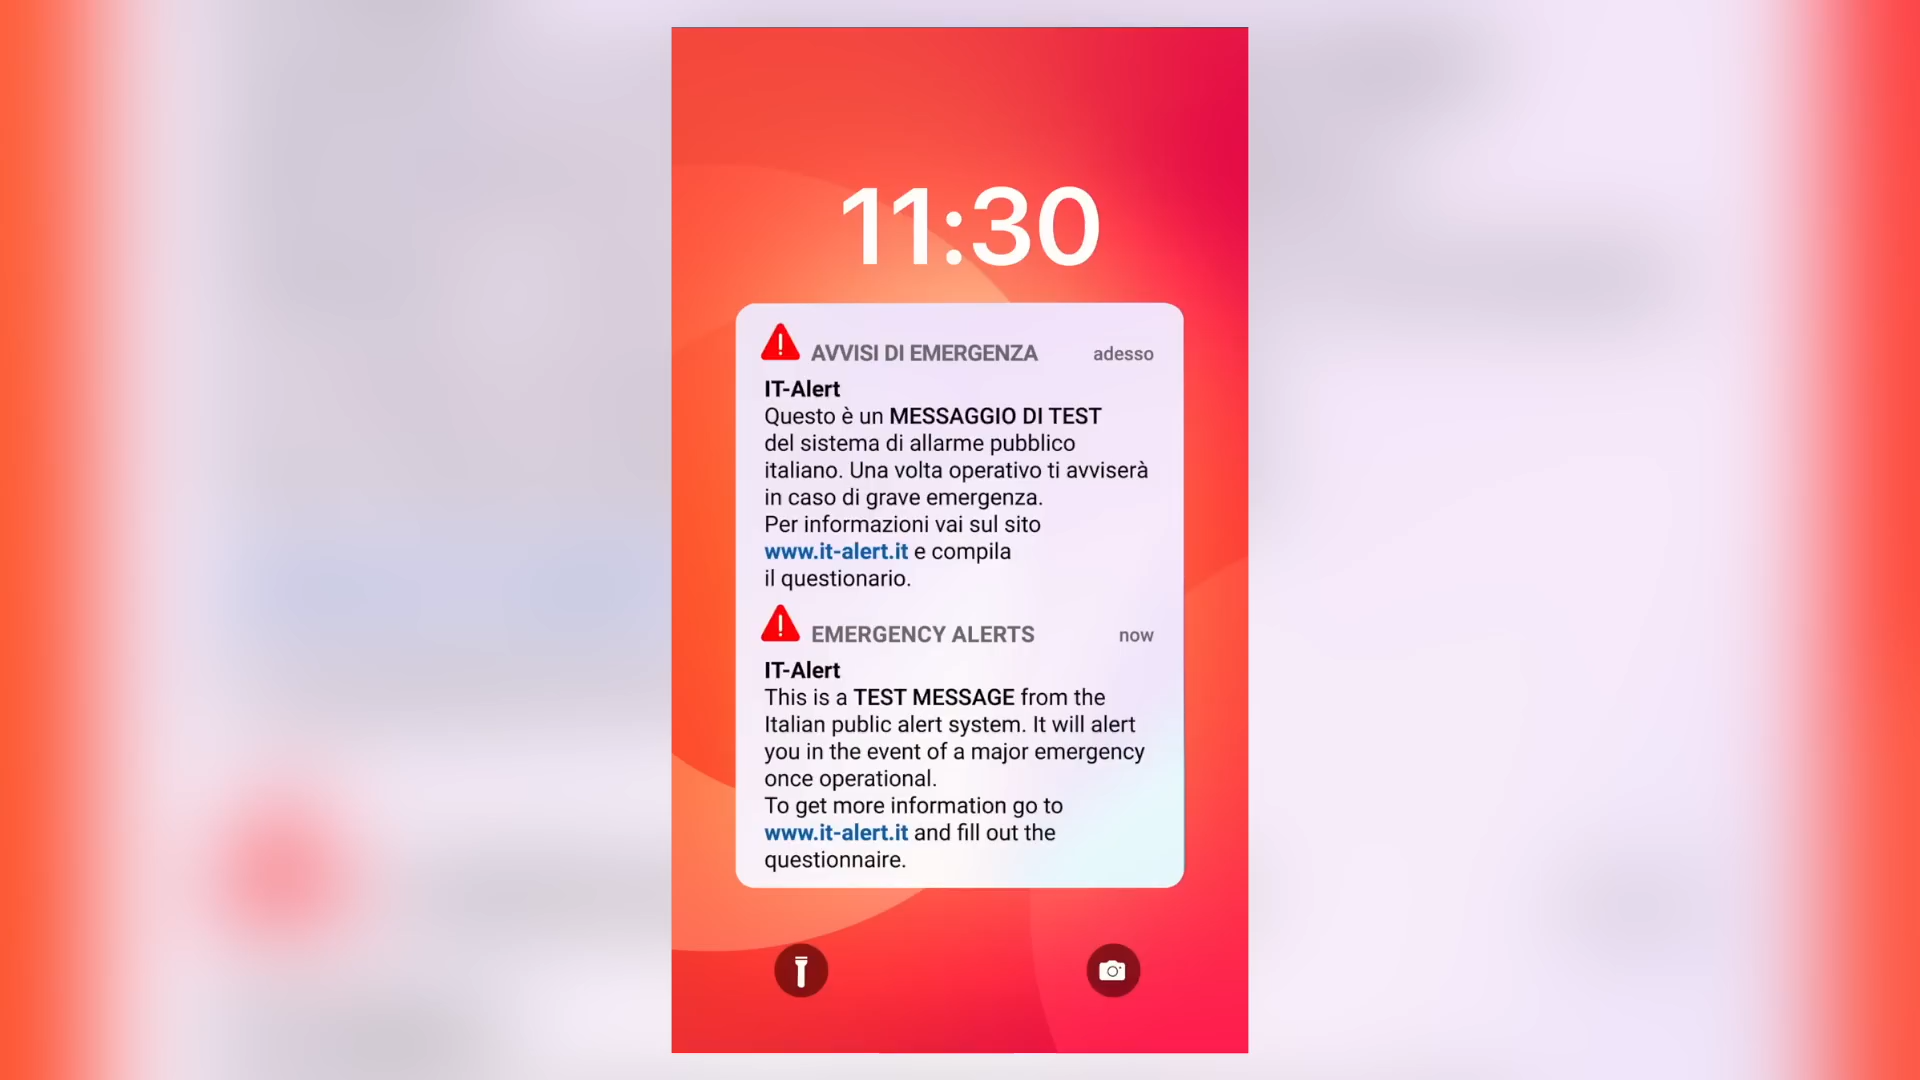 11:30
AVVISI DI EMERGENZA adesso
IT-Alert
Questo è un MESSAGGIO DI TEST
del sistema di allarme pubblico
italiano. Una volta operativo ti avviserà
in caso di grave emergenza.
Per informazioni vai sul sito
www.it-alert.it e compila
il questionario.
EMERGENCY ALERTS now
IT-Alert
This is a TEST MESSAGE from the
Italian public alert system. It will alert
you in the event of a major emergency
once operational.
To get more information go to
www.it-alert.it and fill out the
questionnaire.